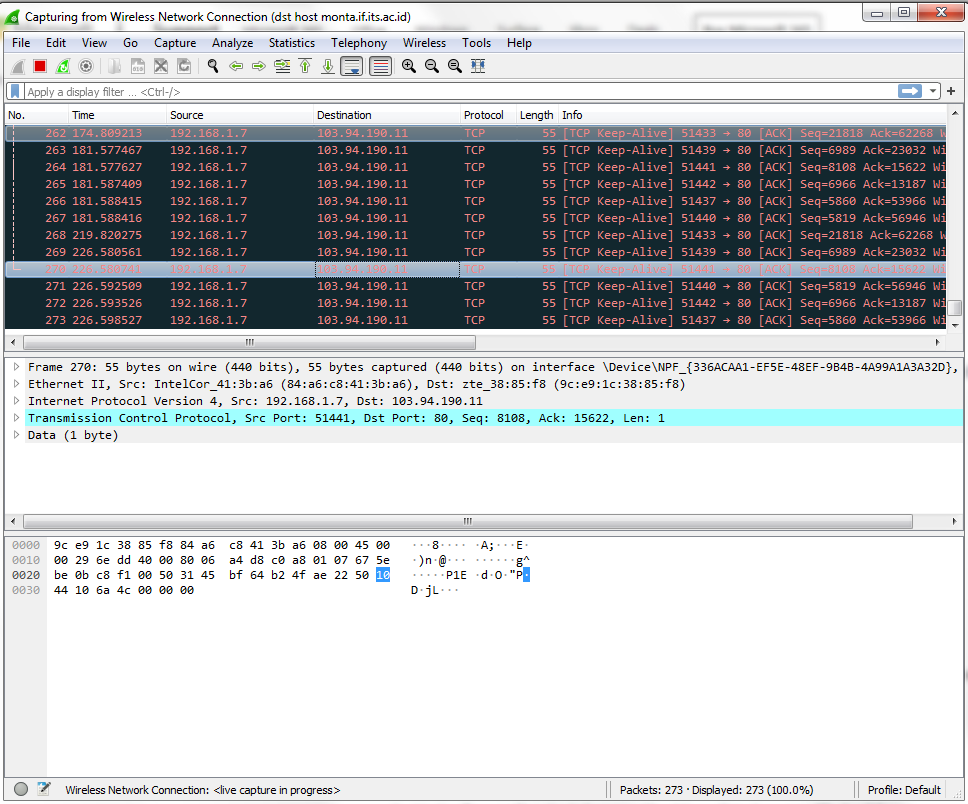 Capturing from Wireless Network Connection (dst host monta.if.its.ac.id)
File Edit View Go Capture Analyze Statistics Telephony Wireless Tools Help
Apply a display filter ... <Ctrl-/>
No. Time Source Destination Protocol Length Info
262 174.809213 192.168.1.7 103.94.190.11 TCP 55 [TCP Keep-Alive] 51433 → 80 [ACK] Seq=21818 Ack=62268 Wi
263 181.577467 192.168.1.7 103.94.190.11 TCP 55 [TCP Keep-Alive] 51439 → 80 [ACK] Seq=6989 Ack=23032 Wi
264 181.577627 192.168.1.7 103.94.190.11 TCP 55 [TCP Keep-Alive] 51441 → 80 [ACK] Seq=8108 Ack=15622 Wi
265 181.587409 192.168.1.7 103.94.190.11 TCP 55 [TCP Keep-Alive] 51442 → 80 [ACK] Seq=6966 Ack=13187 Wi
266 181.588415 192.168.1.7 103.94.190.11 TCP 55 [TCP Keep-Alive] 51437 → 80 [ACK] Seq=5860 Ack=53966 Wi
267 181.588416 192.168.1.7 103.94.190.11 TCP 55 [TCP Keep-Alive] 51440 → 80 [ACK] Seq=5819 Ack=56946 Wi
268 219.820275 192.168.1.7 103.94.190.11 TCP 55 [TCP Keep-Alive] 51433 → 80 [ACK] Seq=21818 Ack=62268 Wi
269 226.580561 192.168.1.7 103.94.190.11 TCP 55 [TCP Keep-Alive] 51439 → 80 [ACK] Seq=6989 Ack=23032 Wi
270 226.580741 192.168.1.7 103.94.190.11 TCP 55 [TCP Keep-Alive] 51441 → 80 [ACK] Seq=8108 Ack=15622 Wi
271 226.592509 192.168.1.7 103.94.190.11 TCP 55 [TCP Keep-Alive] 51440 → 80 [ACK] Seq=5819 Ack=56946 Wi
272 226.593526 192.168.1.7 103.94.190.11 TCP 55 [TCP Keep-Alive] 51442 → 80 [ACK] Seq=6966 Ack=13187 Wi
273 226.598527 192.168.1.7 103.94.190.11 TCP 55 [TCP Keep-Alive] 51437 → 80 [ACK] Seq=5860 Ack=53966 Wi
Frame 270: 55 bytes on wire (440 bits), 55 bytes captured (440 bits) on interface \Device\NPF_{336ACAA1-EF5E-48EF-9B4B-4A99A1A3A32D},
Ethernet II, Src: IntelCor_41:3b:a6 (84:a6:c8:41:3b:a6), Dst: zte_38:85:f8 (9c:e9:1c:38:85:f8)
Internet Protocol Version 4, Src: 192.168.1.7, Dst: 103.94.190.11
Transmission Control Protocol, Src Port: 51441, Dst Port: 80, Seq: 8108, Ack: 15622, Len: 1
Data (1 byte)
0000 9c e9 1c 38 85 f8 84 a6 c8 41 3b a6 08 00 45 00 ···8···· ·A;···E·
0010 00 29 6e dd 40 00 80 06 a4 d8 c0 a8 01 07 67 5e ·)n·@··· ······g^
0020 be 0b c8 f1 00 50 31 45 bf 64 b2 4f ae 22 50 10 ·····P1E ·d·O·"P·
0030 44 10 6a 4c 00 00 00 D·jL···
Wireless Network Connection: <live capture in progress> Packets: 273 · Displayed: 273 (100.0%) Profile: Default